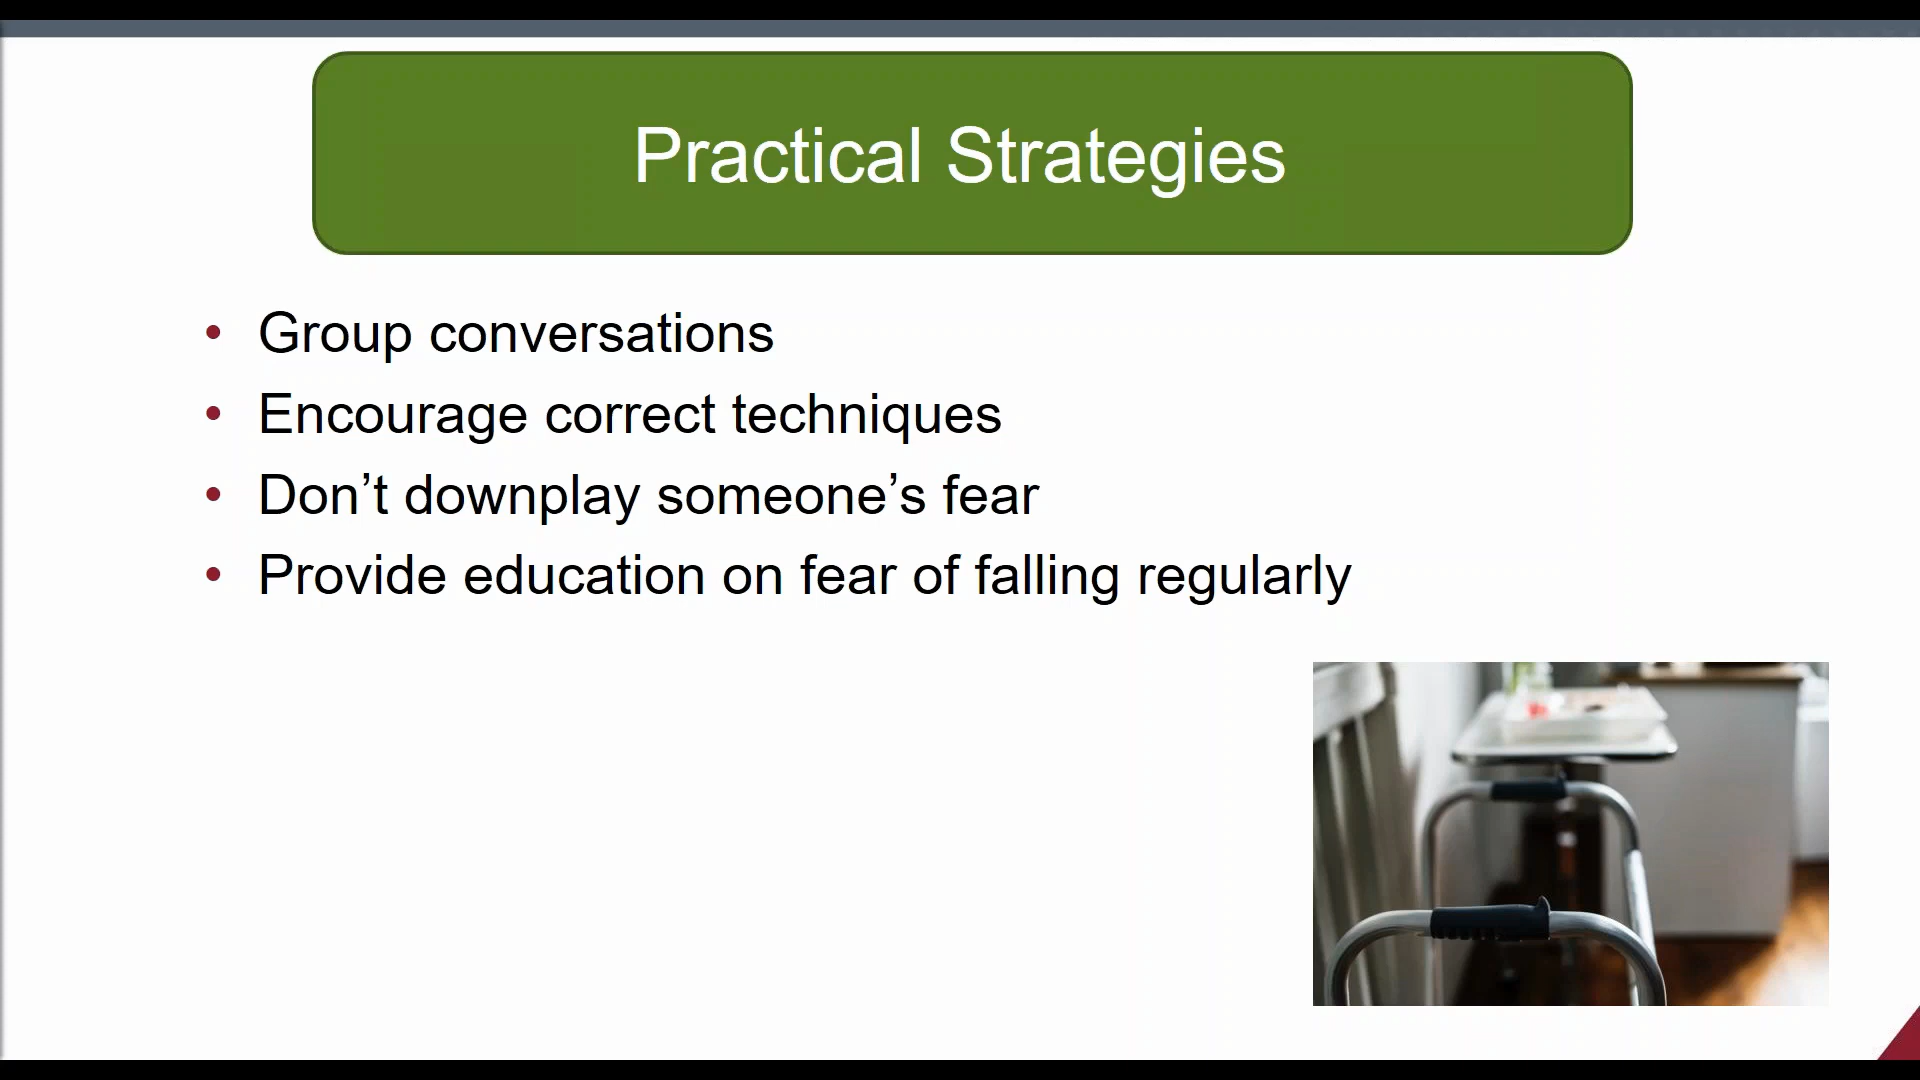 Practical Strategies
• Group conversations
• Encourage correct techniques
• Don’t downplay someone’s fear
• Provide education on fear of falling regularly